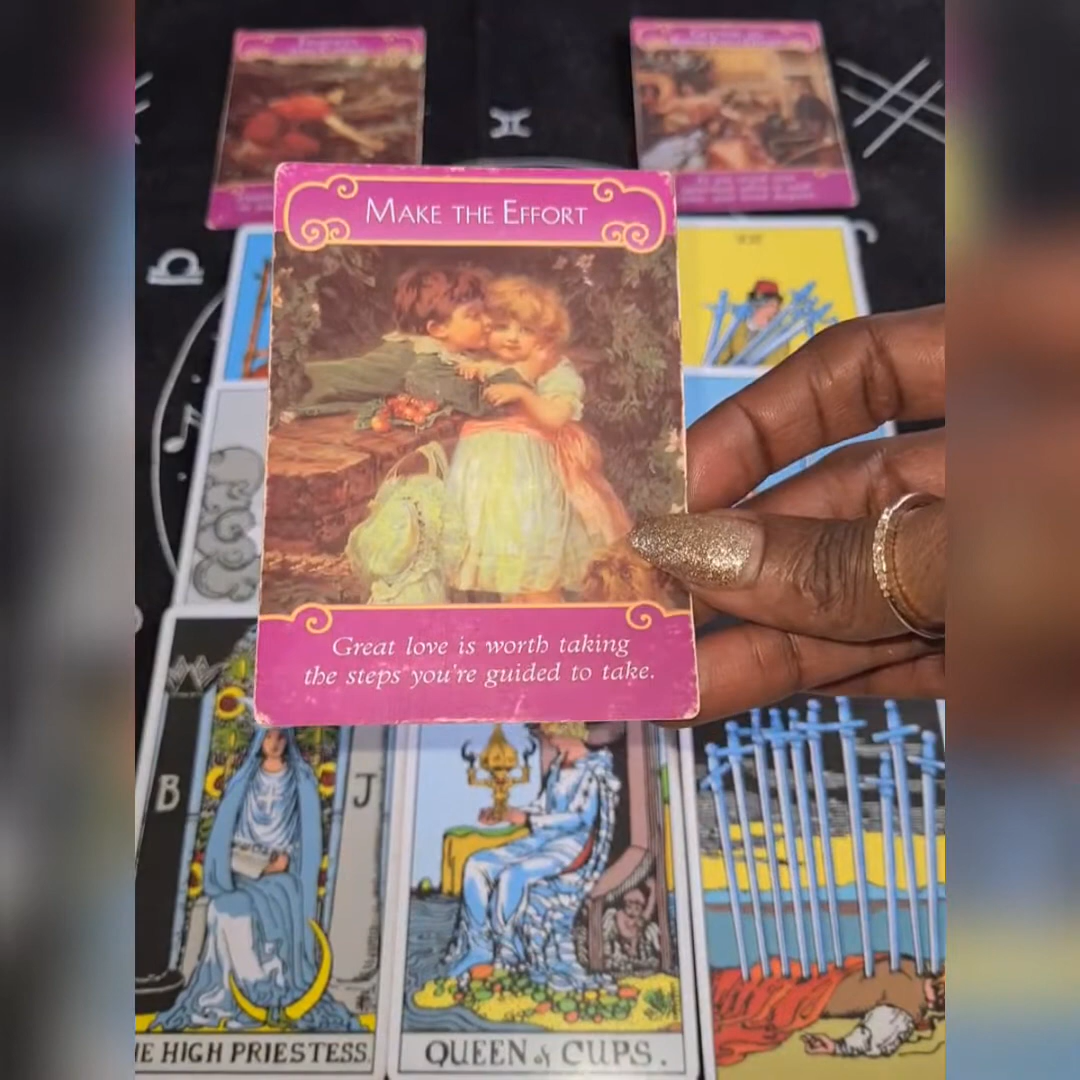 MAKE THE EFFORT
Great love is worth taking
the steps you're guided to take.
B
J
HE HIGH PRIESTESS.
QUEEN of CUPS.